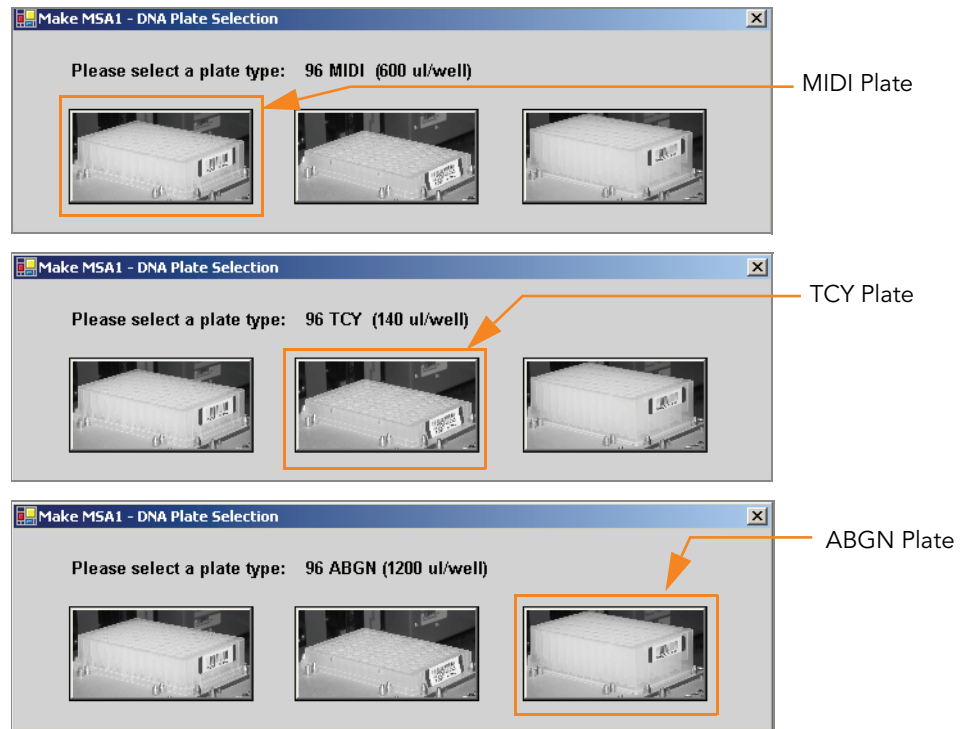 Make MSA1 - DNA Plate Selection
Please select a plate type: 96 MIDI (600 ul/well)
MIDI Plate
Make MSA1 - DNA Plate Selection
Please select a plate type: 96 TCY (140 ul/well)
TCY Plate
Make MSA1 - DNA Plate Selection
Please select a plate type: 96 ABGN (1200 ul/well)
ABGN Plate